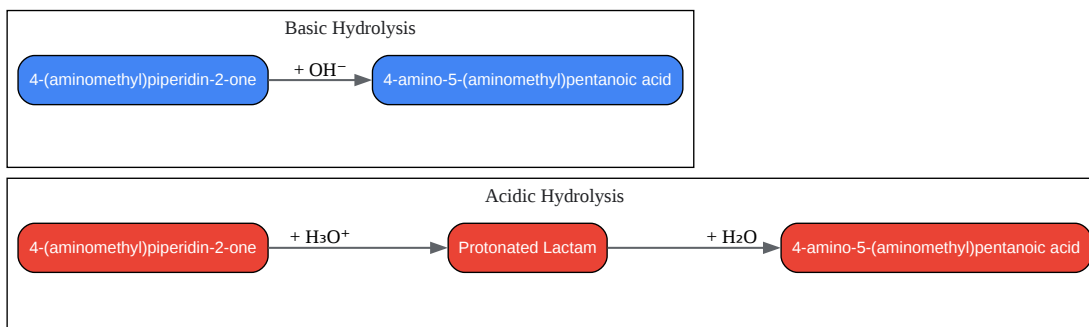 Basic Hydrolysis
4-(aminomethyl)piperidin-2-one
+ OH⁻
4-amino-5-(aminomethyl)pentanoic acid
Acidic Hydrolysis
4-(aminomethyl)piperidin-2-one
+ H₃O⁺
Protonated Lactam
+ H₂O
4-amino-5-(aminomethyl)pentanoic acid